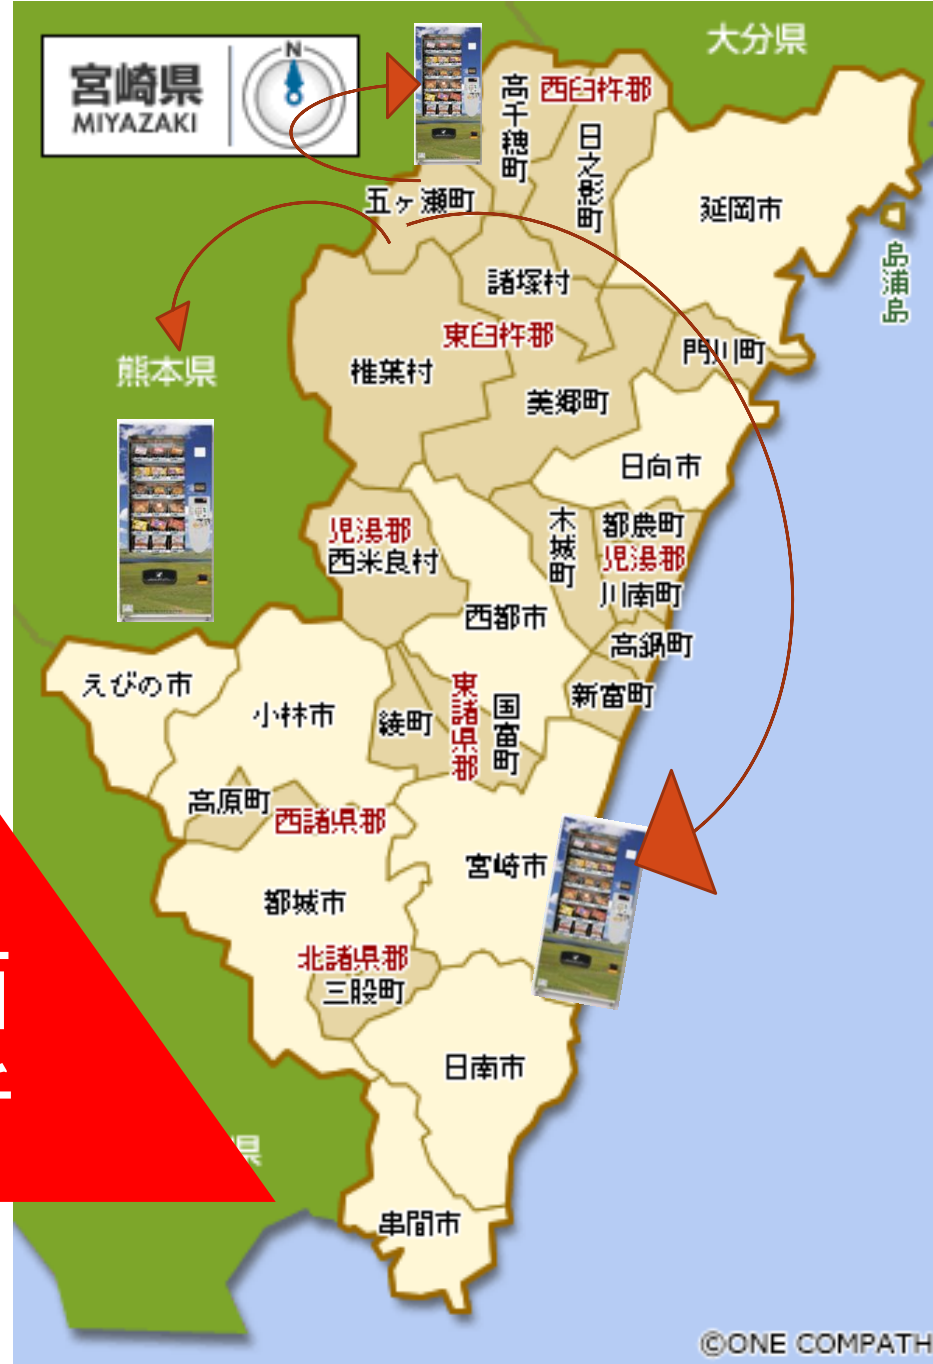 大分県
宮崎県
MIYAZAKI
N
高千穂町
西臼杵郡
日之影町
五ヶ瀬町
延岡市
島浦島
諸塚村
東臼杵郡
門川町
熊本県
椎葉村
美郷町
日向市
児湯郡
西米良村
木城町
都農町
児湯郡
川南町
西都市
高鍋町
えびの市
小林市
綾町
東諸県郡
国富町
新富町
高原町
西諸県郡
宮崎市
都城市
北諸県郡
三股町
日南市
県
串間市
©ONE COMPATH